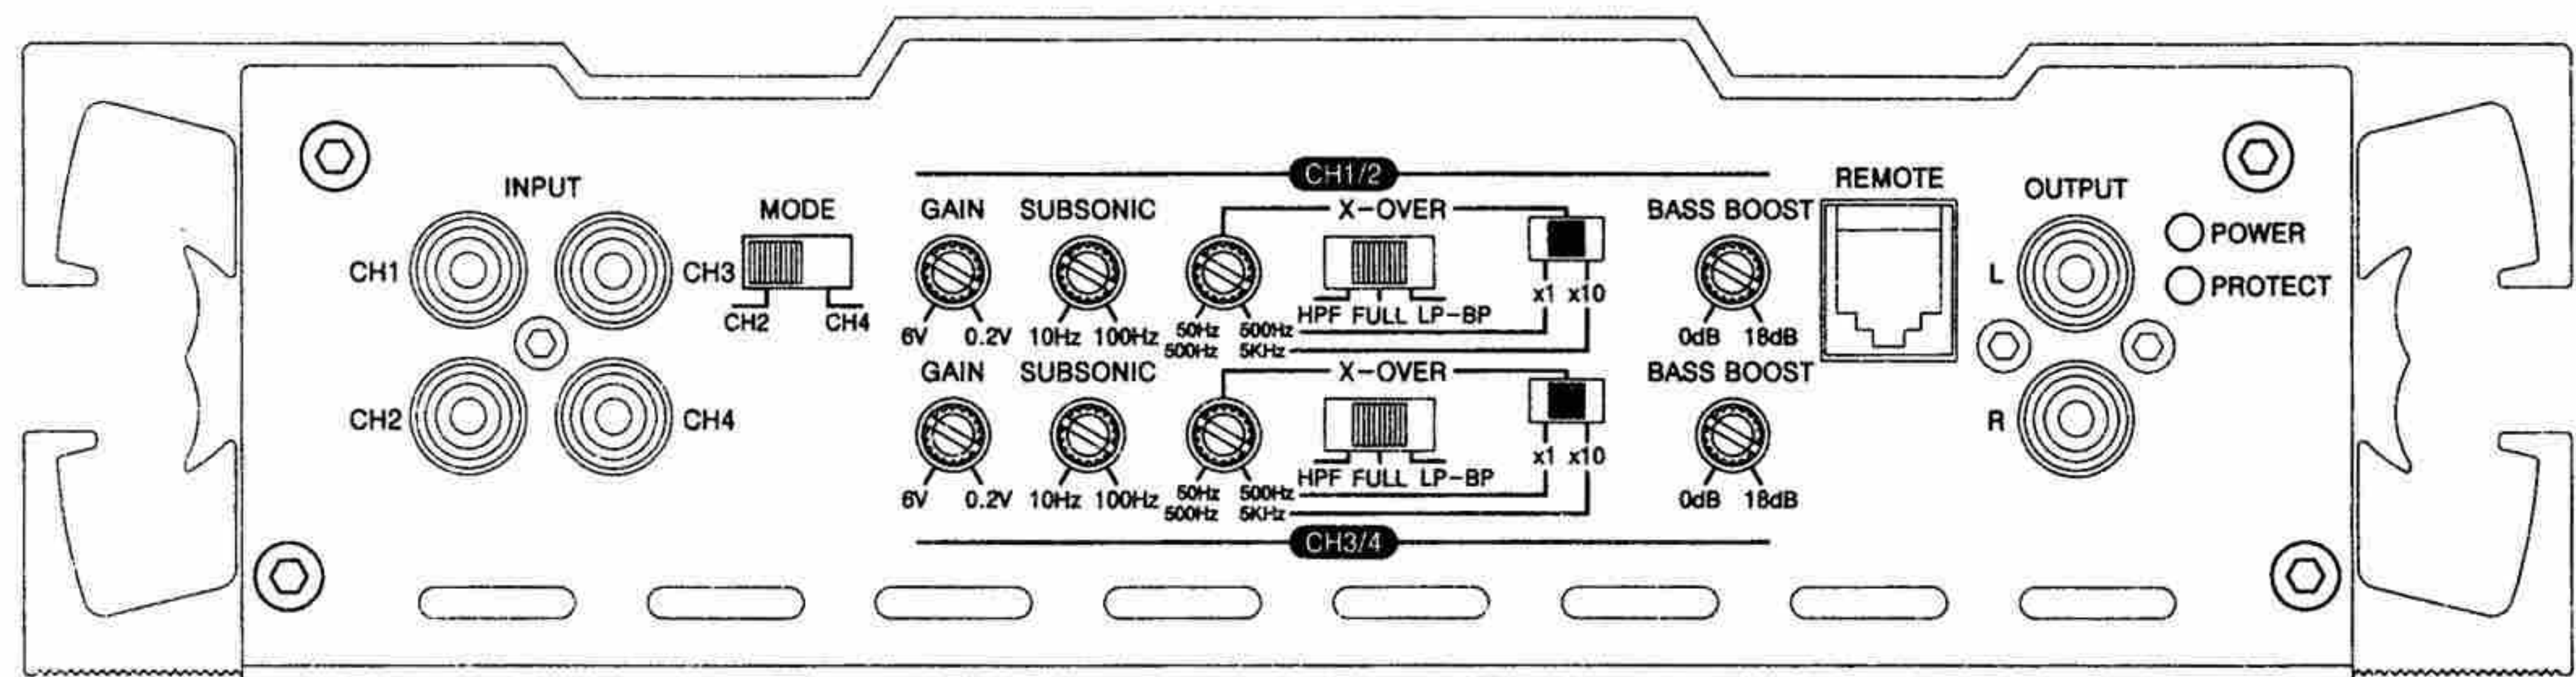 CH1/2
INPUT
MODE
GAIN SUBSONIC X-OVER BASS BOOST
REMOTE
OUTPUT
POWER
PROTECT
CH1 CH3
CH2 CH4
L
x1 x10
HPF FULL LP-BP
6V 0.2V 10Hz 100Hz 50Hz 500Hz 0dB 18dB
500Hz 5KHz
GAIN SUBSONIC X-OVER BASS BOOST
CH2 CH4
R
x1 x10
HPF FULL LP-BP
6V 0.2V 10Hz 100Hz 50Hz 500Hz 0dB 18dB
500Hz 5KHz
CH3/4